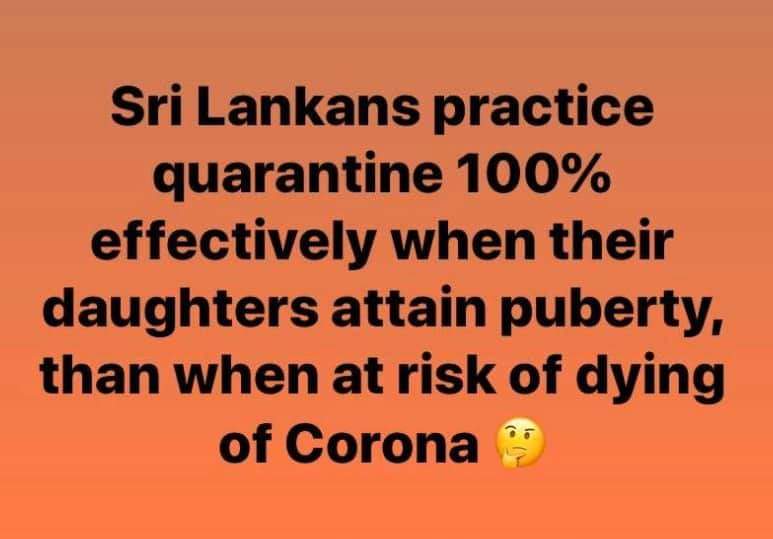 Sri Lankans practice
quarantine 100%
effectively when their
daughters attain puberty,
than when at risk of dying
of Corona 🤔